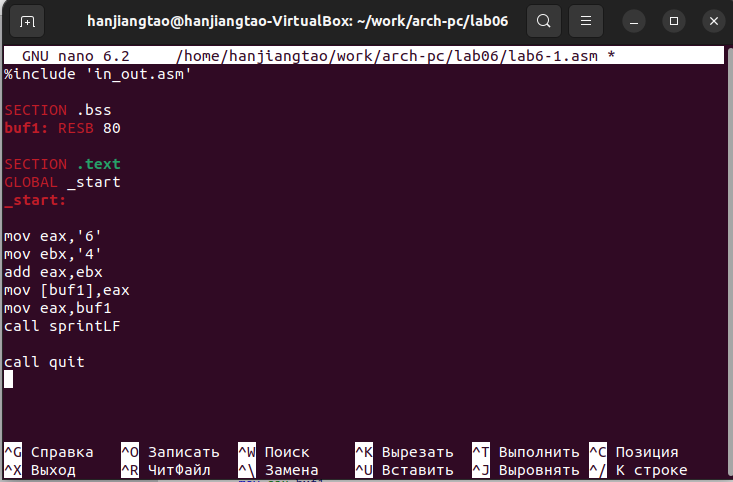 hanjiangtao@hanjiangtao-VirtualBox: ~/work/arch-pc/lab06
GNU nano 6.2 /home/hanjiangtao/work/arch-pc/lab06/lab6-1.asm *
%include 'in_out.asm'
SECTION .bss
buf1: RESB 80
SECTION .text
GLOBAL _start
_start:
mov eax,'6'
mov ebx,'4'
add eax,ebx
mov [buf1],eax
mov eax,buf1
call sprintLF
call quit
^G Справка ^O Записать ^W Поиск ^K Вырезать ^T Выполнить ^C Позиция
^X Выход ^R ЧитФайл ^\ Замена ^U Вставить ^J Выровнять ^/ К строке